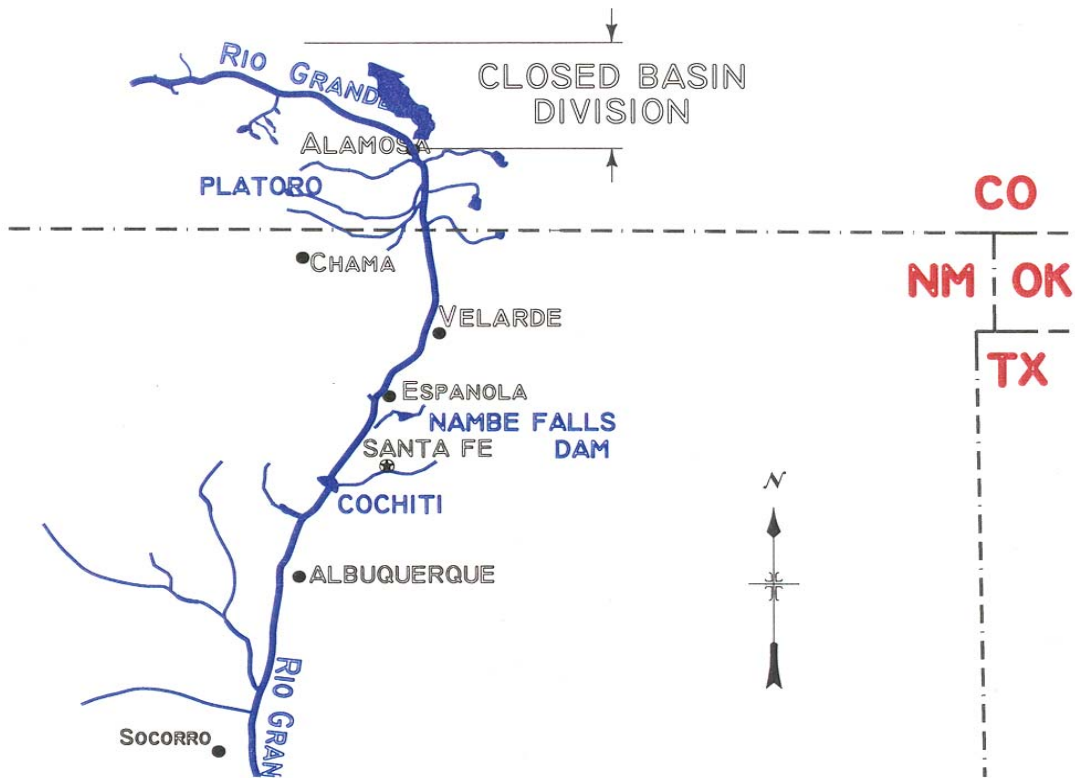 RIO GRANDE
CLOSED BASIN
DIVISION
ALAMOSA
PLATORO
CO
CHAMA
NM
OK
VELARDE
TX
ESPANOLA
NAMBE FALLS
DAM
SANTA FE
N
COCHITI
ALBUQUERQUE
RIO GRAN
SOCORRO